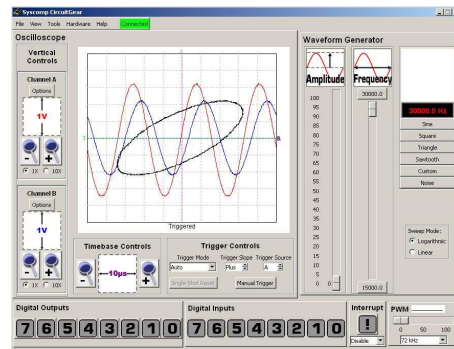 Syscomp CircuitGear
File View Tools Hardware Help Connected
Oscilloscope
Vertical
Controls
Channel A
Options
1V
- +
1X 10X
Channel B
Options
1V
- +
1X 10X
Triggered
Timebase Controls
- 10µs +
Trigger Controls
Trigger Mode Trigger Slope Trigger Source
Auto Plus A
Single-Shot Reset Manual Trigger
Waveform Generator
Amplitude
100
95
90
85
80
75
70
65
60
55
50
45
40
35
30
25
20
15
10
5
0 0
Frequency
30000.0
15000.0
30000.0 Hz
Sine
Square
Triangle
Sawtooth
Custom
Noise
Sweep Mode:
Logarithmic
Linear
Digital Outputs
7 6 5 4 3 2 1 0
Digital Inputs
7 6 5 4 3 2 1 0
Interrupt
!
Disable
PWM
0 50 100
72 kHz